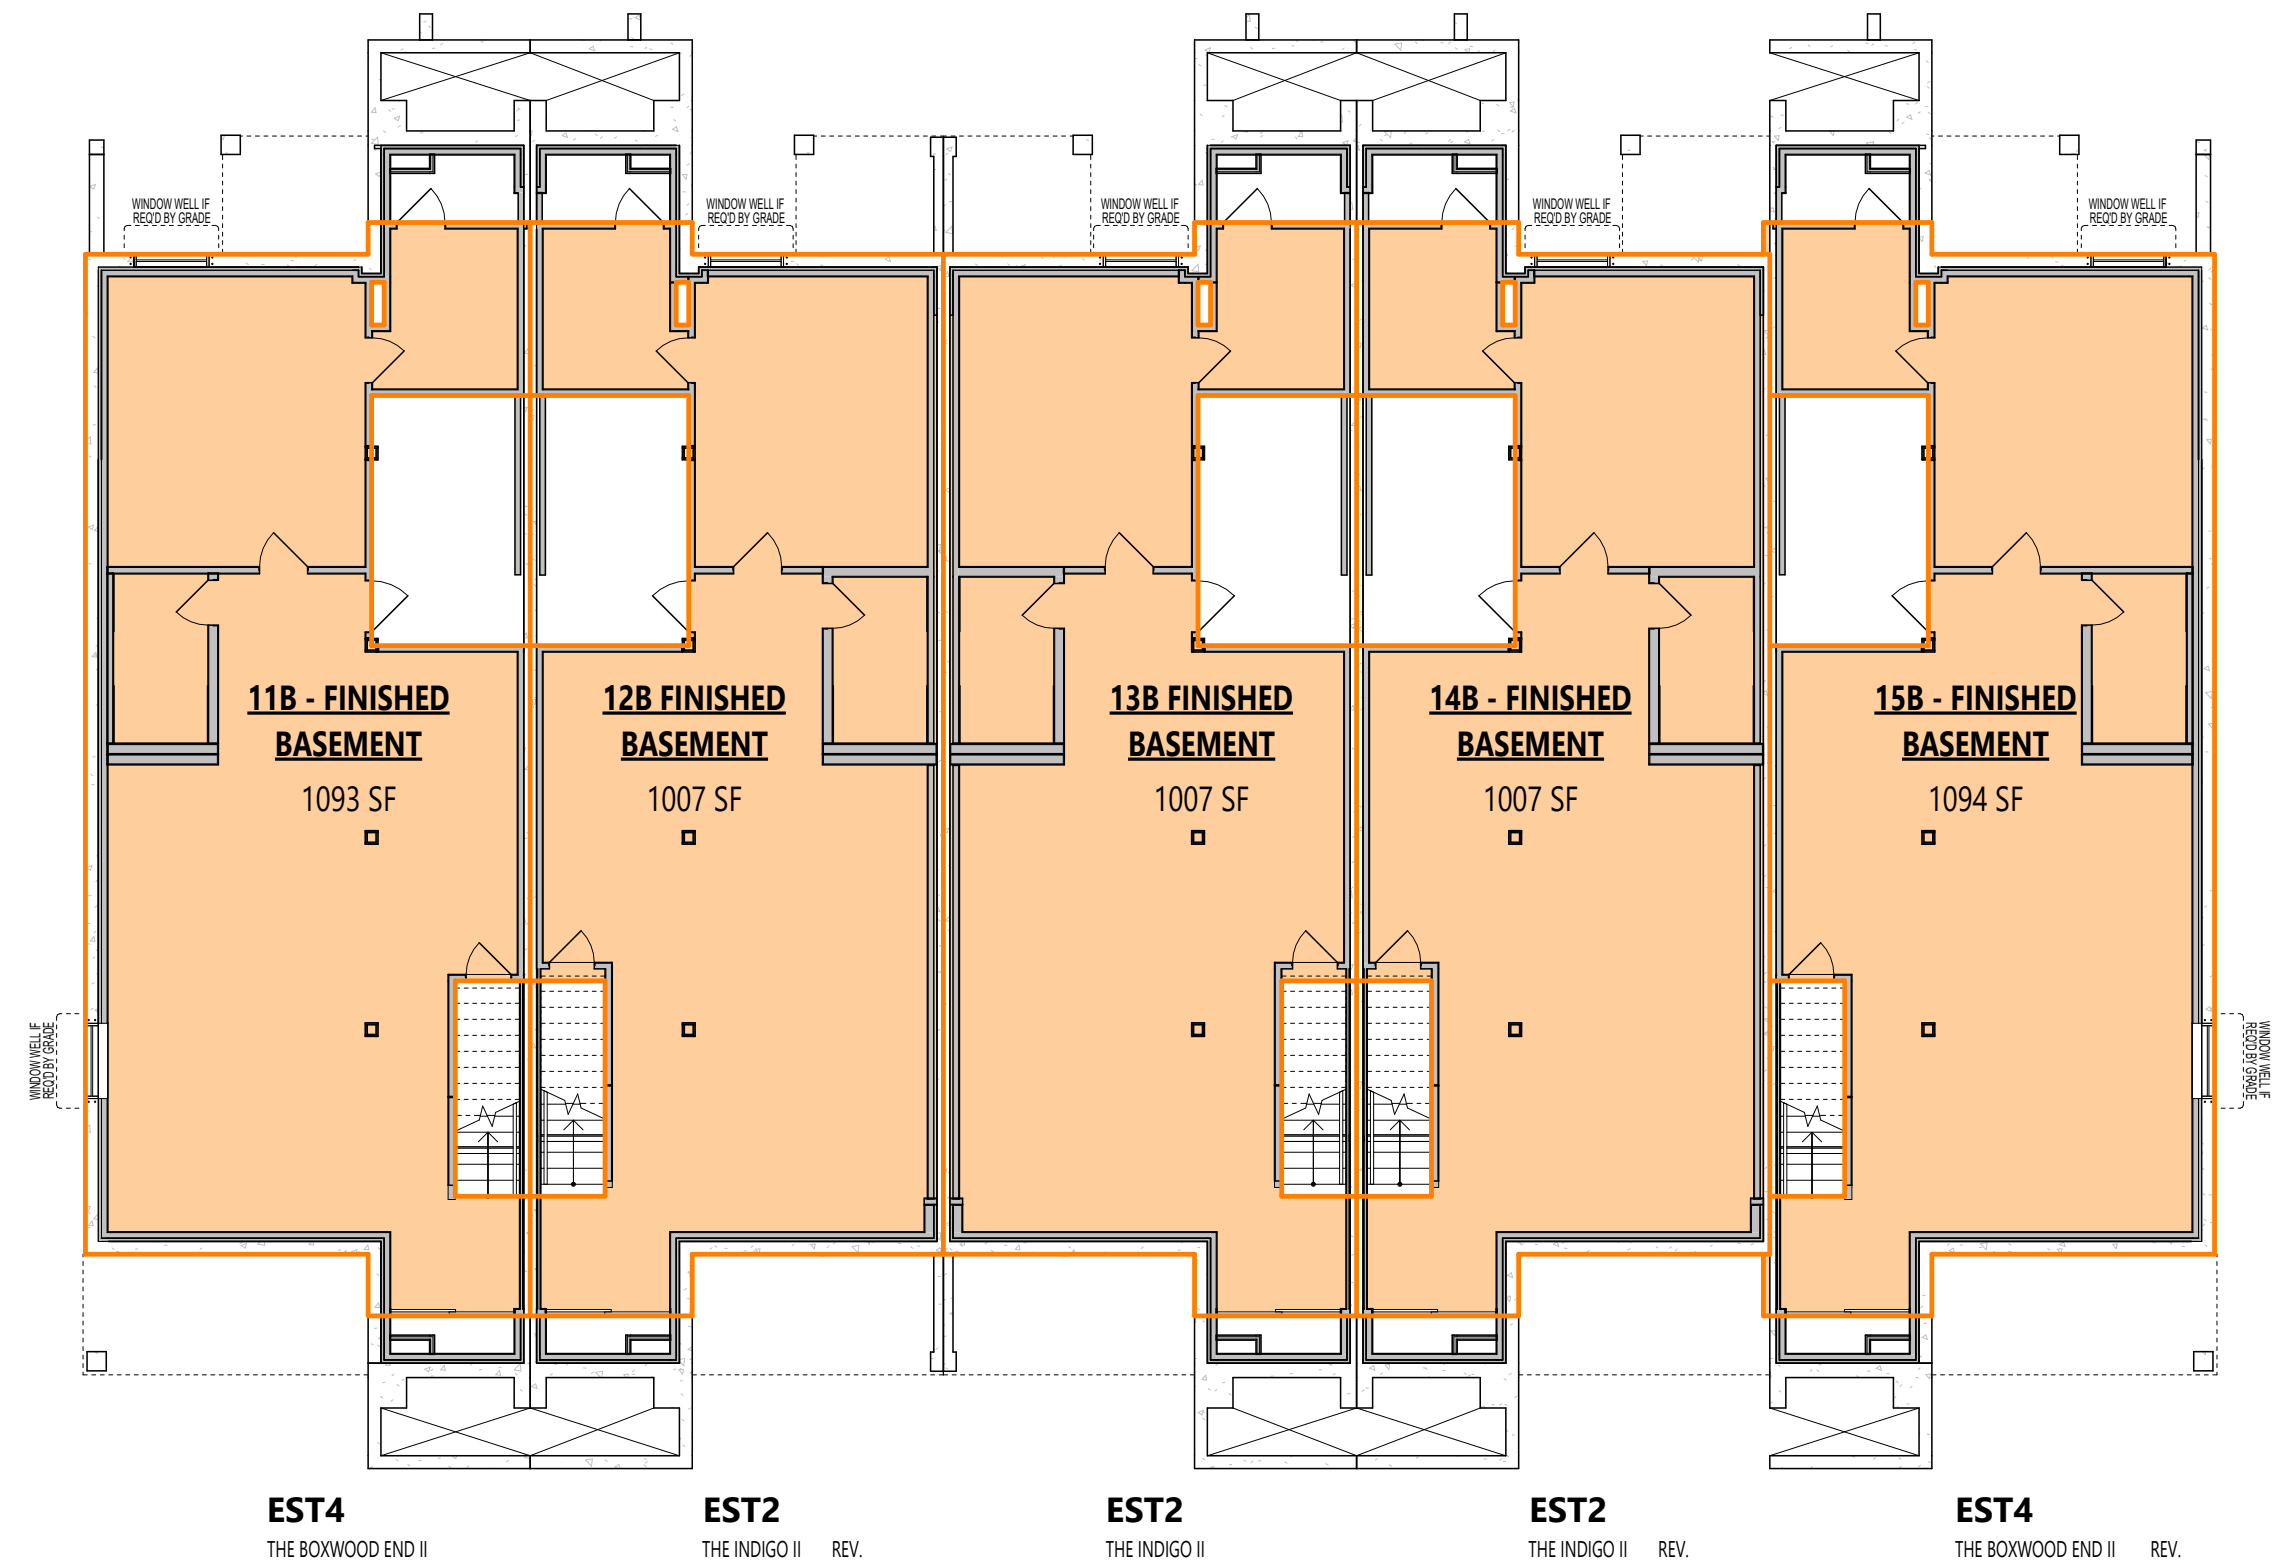 WINDOW WELL IF
REQ'D BY GRADE
WINDOW WELL IF
REQ'D BY GRADE
WINDOW WELL IF
REQ'D BY GRADE
WINDOW WELL IF
REQ'D BY GRADE
WINDOW WELL IF
REQ'D BY GRADE
11B - FINISHED
BASEMENT
1093 SF
12B FINISHED
BASEMENT
1007 SF
13B FINISHED
BASEMENT
1007 SF
14B - FINISHED
BASEMENT
1007 SF
15B - FINISHED
BASEMENT
1094 SF
WINDOW WELL IF
REQ'D BY GRADE
WINDOW WELL IF
REQ'D BY GRADE
EST4
THE BOXWOOD END II
EST2
THE INDIGO II REV.
EST2
THE INDIGO II
EST2
THE INDIGO II REV.
EST4
THE BOXWOOD END II REV.